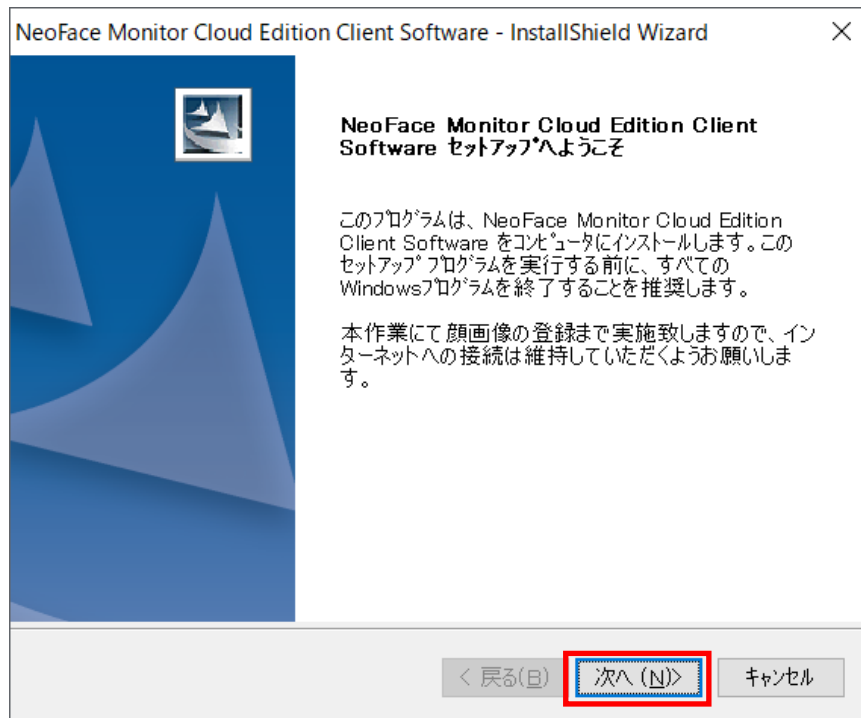 NeoFace Monitor Cloud Edition Client Software - InstallShield Wizard
NeoFace Monitor Cloud Edition Client
Software セットアップへようこそ
このプログラムは、NeoFace Monitor Cloud Edition
Client Software をコンピュータにインストールします。この
セットアップ プログラムを実行する前に、すべての
Windowsプログラムを終了することを推奨します。
本作業にて顔画像の登録まで実施致しますので、イン
ターネットへの接続は維持していただくようお願いしま
す。
< 戻る(B)
次へ (N)>
キャンセル